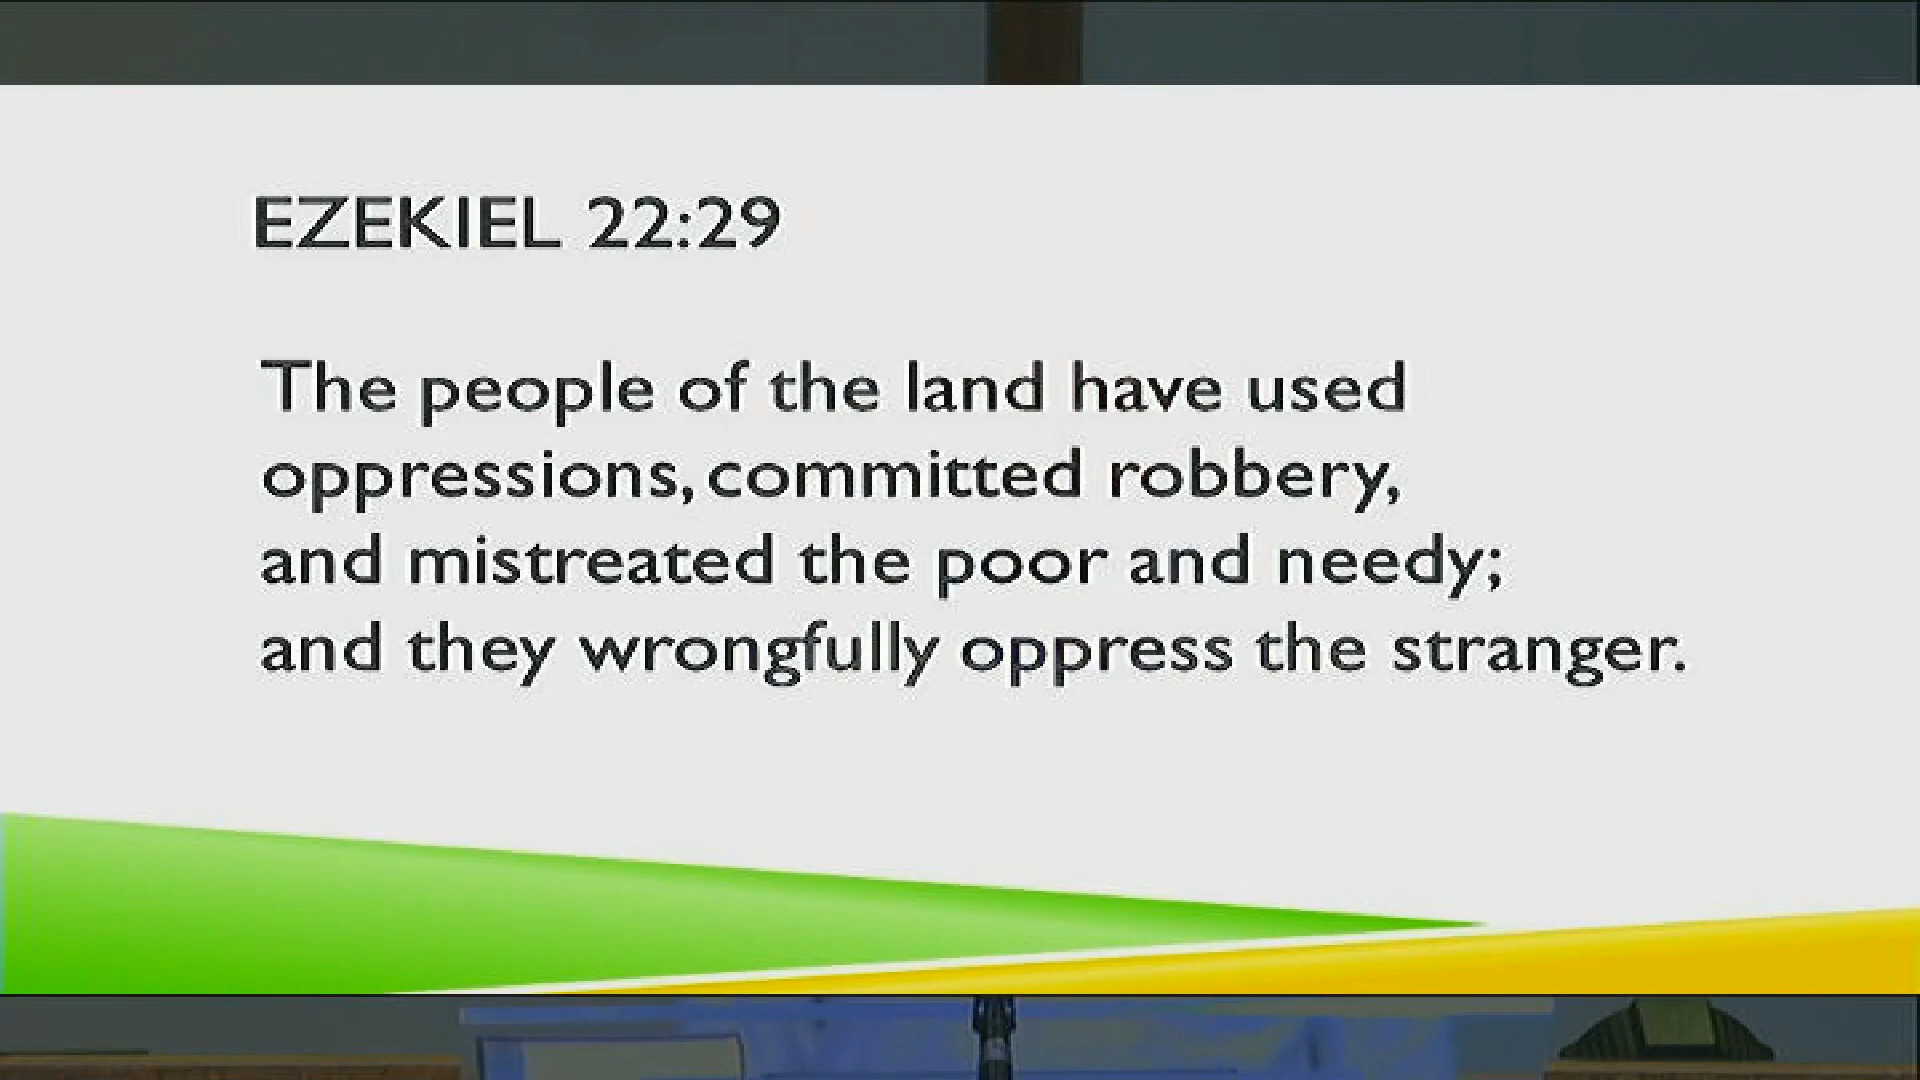 EZEKIEL 22:29
The people of the land have used
oppressions, committed robbery,
and mistreated the poor and needy;
and they wrongfully oppress the stranger.